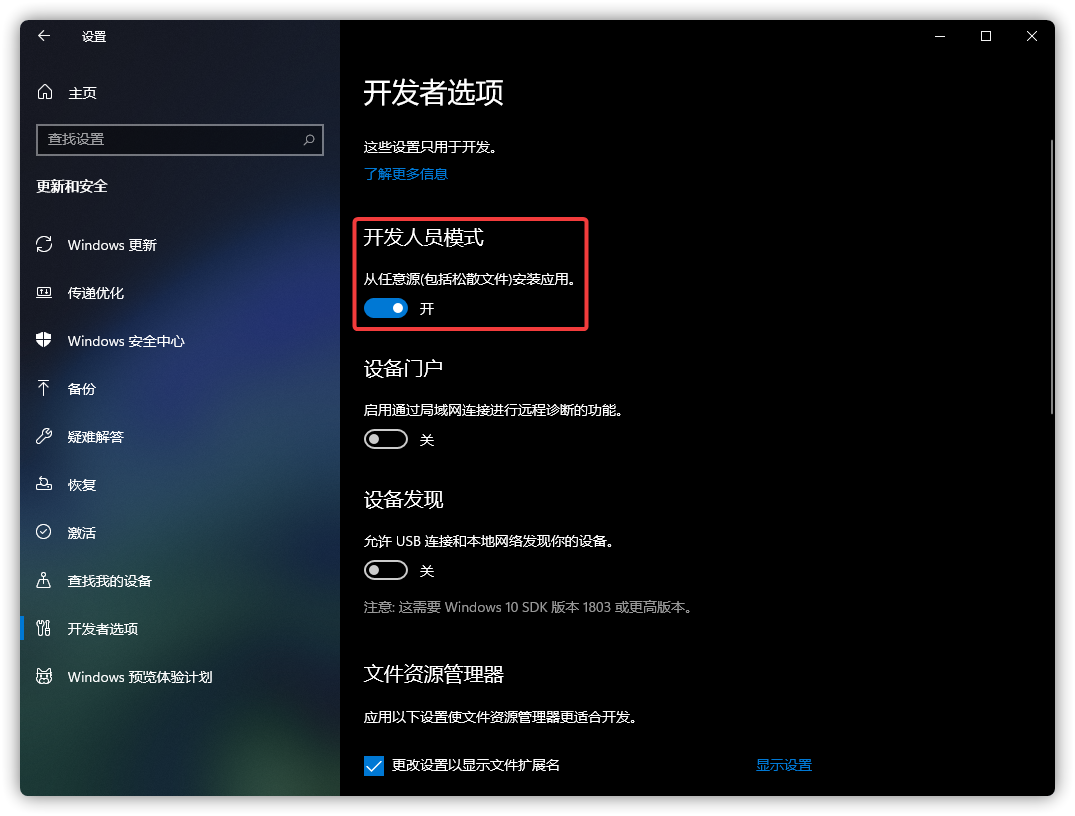 设置
主页
查找设置
更新和安全
Windows 更新
传递优化
Windows 安全中心
备份
疑难解答
恢复
激活
查找我的设备
开发者选项
Windows 预览体验计划
开发者选项
这些设置只用于开发。
了解更多信息
开发人员模式
从任意源(包括松散文件)安装应用。
开
设备门户
启用通过局域网连接进行远程诊断的功能。
关
设备发现
允许 USB 连接和本地网络发现你的设备。
关
注意: 这需要 Windows 10 SDK 版本 1803 或更高版本。
文件资源管理器
应用以下设置使文件资源管理器更适合开发。
更改设置以显示文件扩展名
显示设置